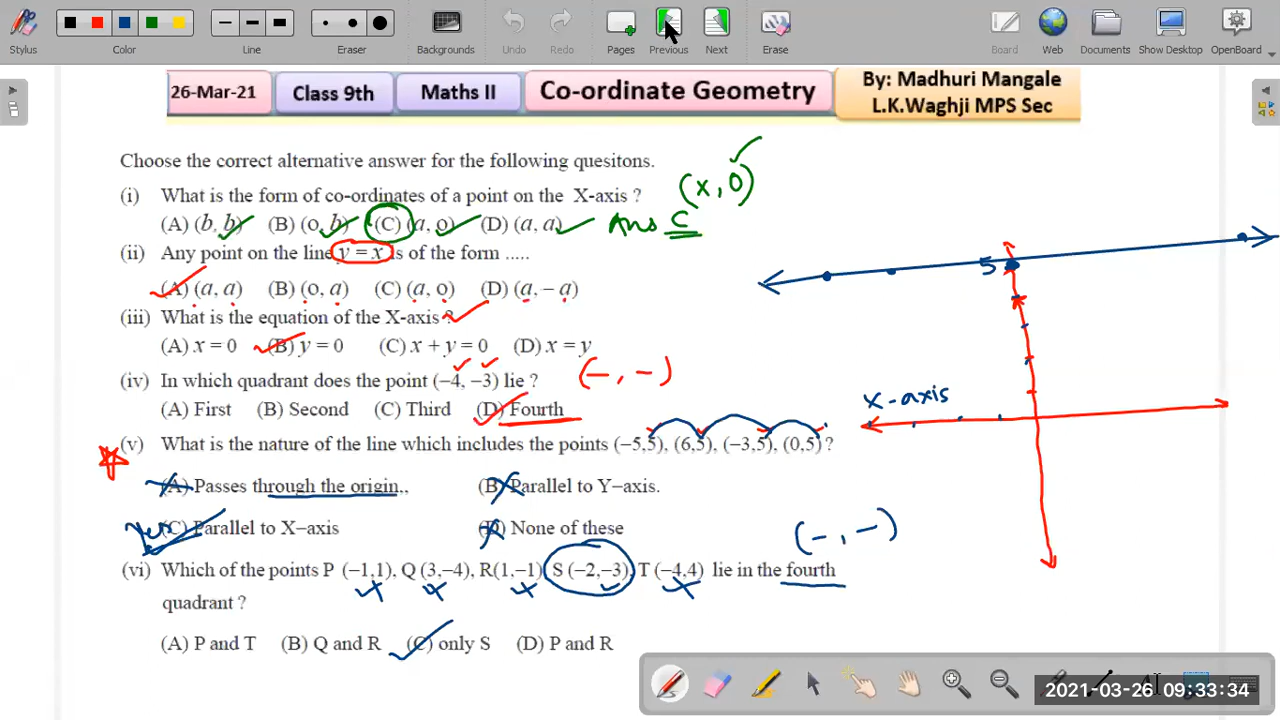 Stylus Color Line Eraser Backgrounds Undo Redo Pages Previous Next Erase Board Web Documents Show Desktop OpenBoard
26-Mar-21 Class 9th Maths II Co-ordinate Geometry By: Madhuri Mangale
L.K.Waghji MPS Sec
Choose the correct alternative answer for the following quesitons.
(i) What is the form of co-ordinates of a point on the X-axis ? (x, 0)
(A) (b, b) (B) (o, b) (C) (a, o) (D) (a, a) Ans C
(ii) Any point on the line y = x is of the form .....
(A) (a, a) (B) (o, a) (C) (a, o) (D) (a, − a)
(iii) What is the equation of the X-axis ?
(A) x = 0 (B) y = 0 (C) x + y = 0 (D) x = y
(iv) In which quadrant does the point (−4, −3) lie ? (−, −)
(A) First (B) Second (C) Third (D) Fourth
(v) What is the nature of the line which includes the points (−5,5), (6,5), (−3,5), (0,5) ?
(A) Passes through the origin,, (B) Parallel to Y−axis.
(C) Parallel to X−axis (D) None of these
(vi) Which of the points P (−1,1), Q (3,−4), R(1,−1) S (−2,−3), T (−4,4) lie in the fourth
quadrant ?
(A) P and T (B) Q and R (C) only S (D) P and R
5
x-axis
(−, −)
2021-03-26 09:33:34